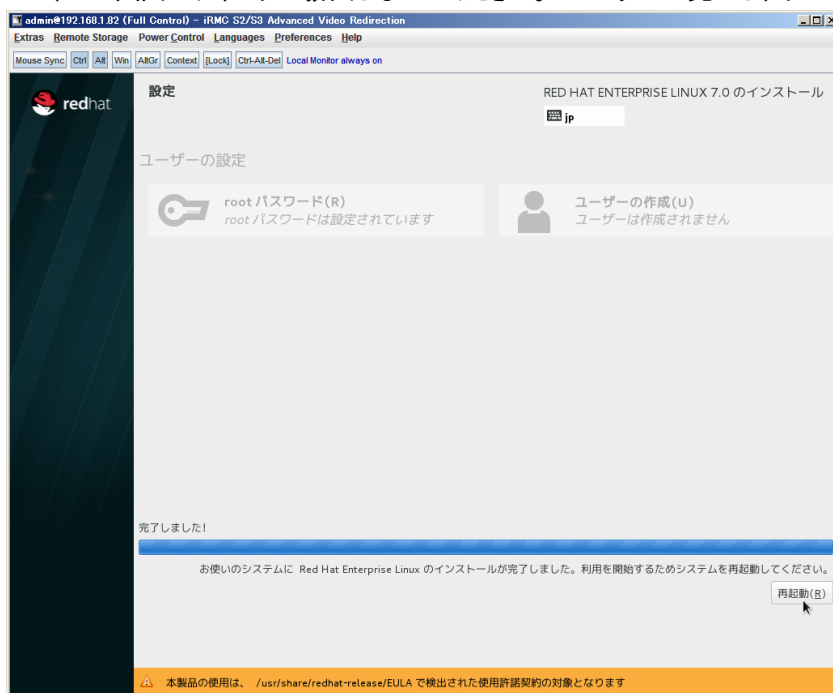 admin@192.168.1.82 (Full Control) - iRMC S2/S3 Advanced Video Redirection
Extras Remote Storage Power Control Languages Preferences Help
Mouse Sync Ctrl Alt Win AltGr Context [Lock] Ctrl-Alt-Del Local Monitor always on
redhat
設定
RED HAT ENTERPRISE LINUX 7.0 のインストール
jp
ユーザーの設定
root パスワード(R)
root パスワードは設定されています
ユーザーの作成(U)
ユーザーは作成されません
完了しました!
お使いのシステムに Red Hat Enterprise Linux のインストールが完了しました。利用を開始するためシステムを再起動してください。
再起動(R)
本製品の使用は、 /usr/share/redhat-release/EULA で検出された使用許諾契約の対象となります